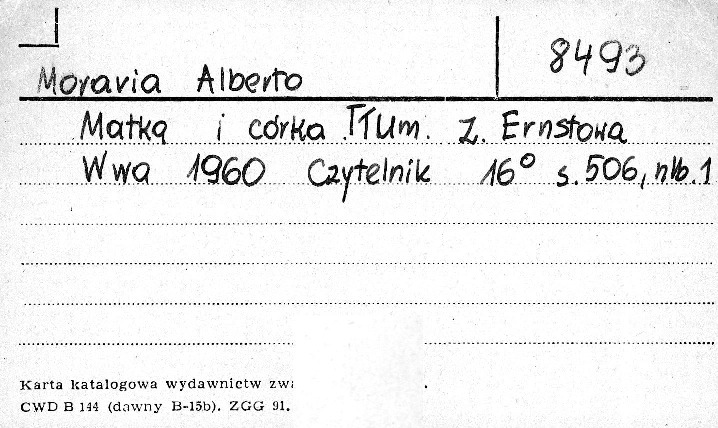 8493
Moravia Alberto
Matka i córka. Tłum. Z. Ernstowa
Wwa 1960 Czytelnik 16° s. 506, nlb. 1
Karta katalogowa wydawnictw
CWD B 144 (dawny B-15b). ZGG 91.